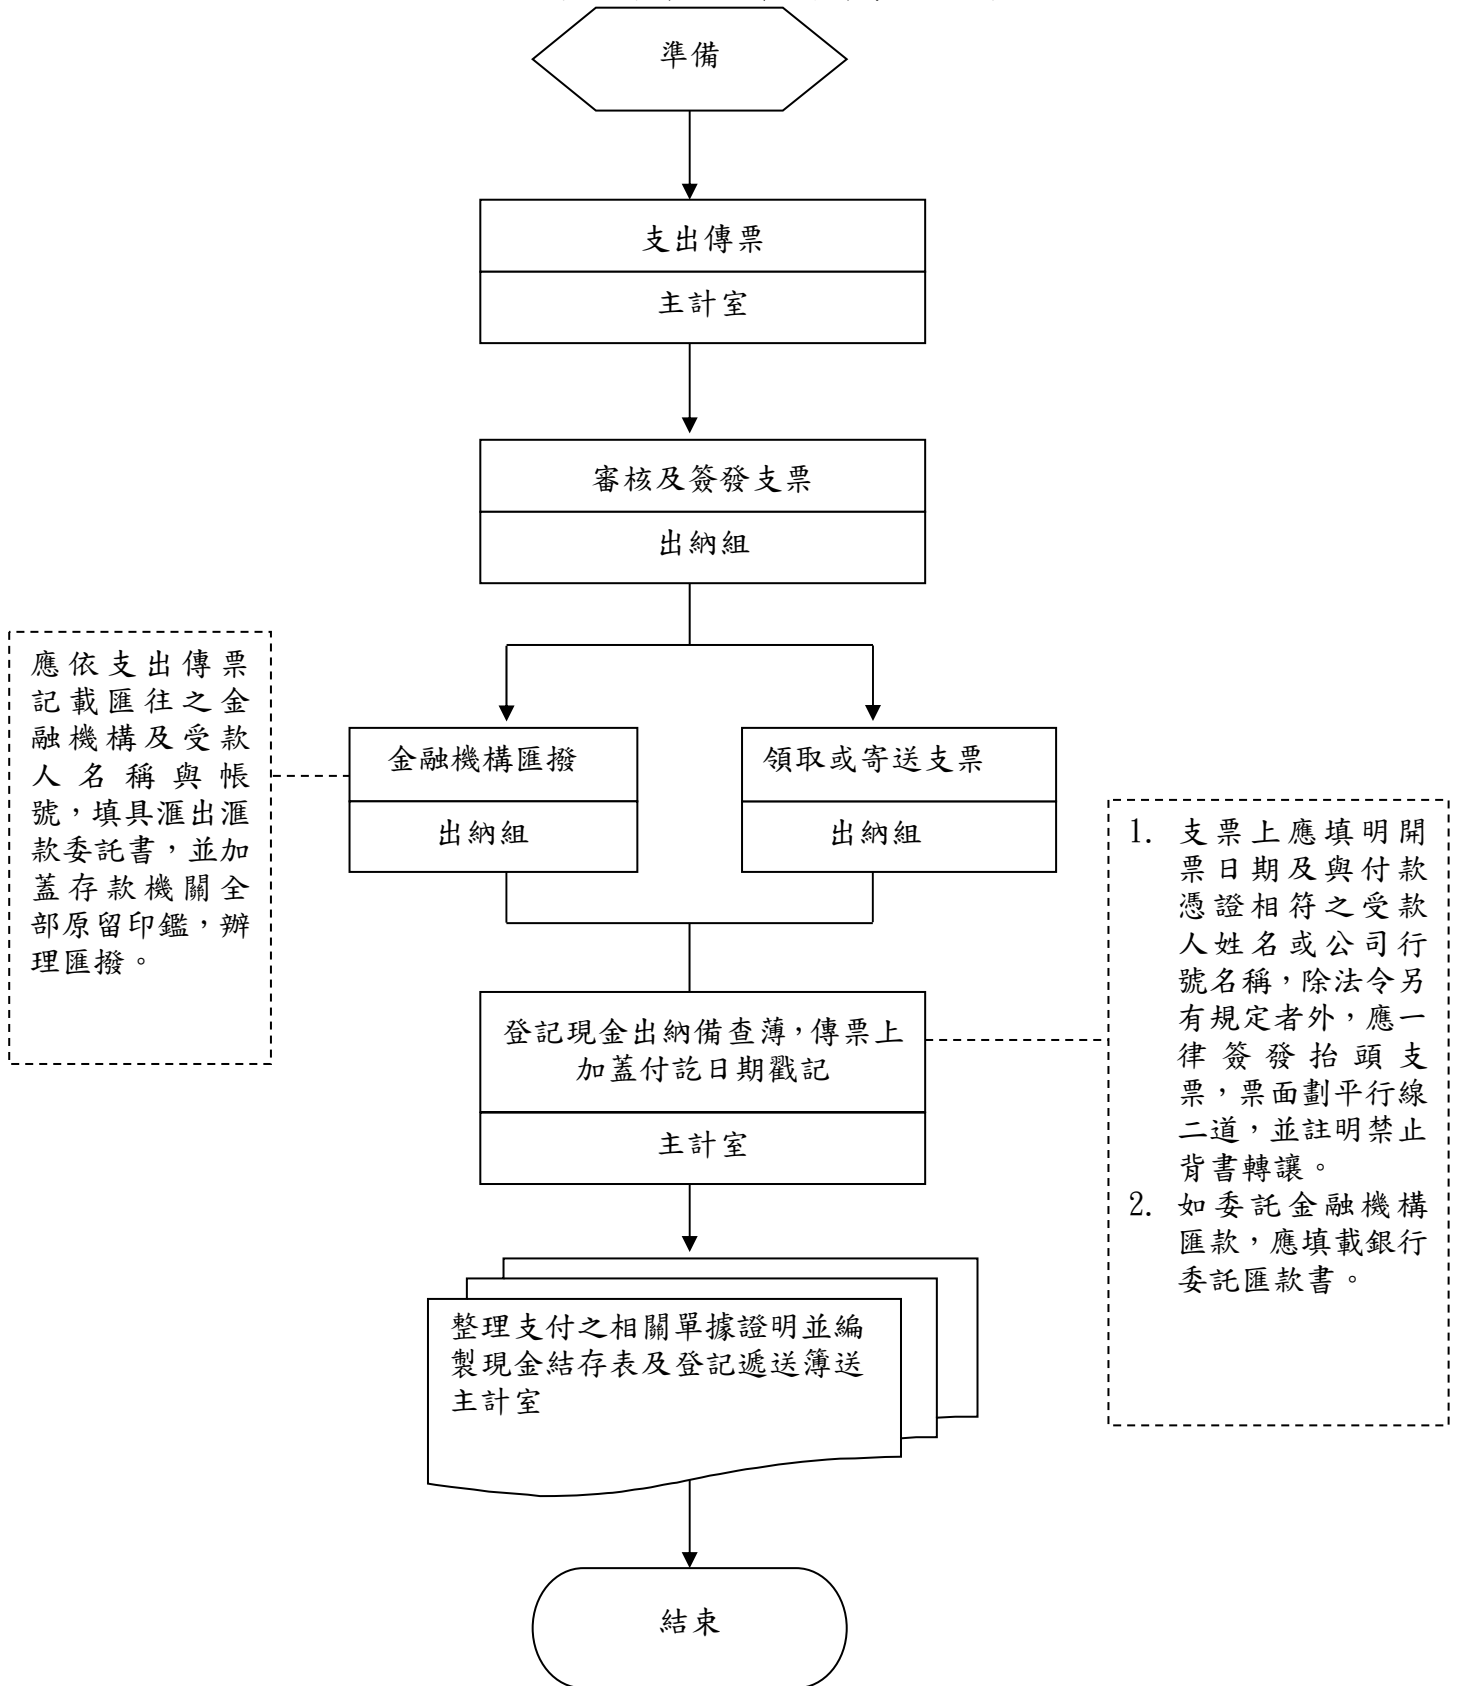 準備
支出傳票
主計室
審核及簽發支票
出納組
應依支出傳票
記載匯往之金
融機構及受款
人名稱與帳
號，填具滙出滙
款委託書，並加
蓋存款機關全
部原留印鑑，辦
理匯撥。
金融機構匯撥
出納組
領取或寄送支票
出納組
1. 支票上應填明開
票日期及與付款
憑證相符之受款
人姓名或公司行
號名稱，除法令另
有規定者外，應一
律簽發抬頭支
票，票面劃平行線
二道，並註明禁止
背書轉讓。
2. 如委託金融機構
匯款，應填載銀行
委託匯款書。
登記現金出納備查薄，傳票上
加蓋付訖日期戳記
主計室
整理支付之相關單據證明並編
製現金結存表及登記遞送簿送
主計室
結束